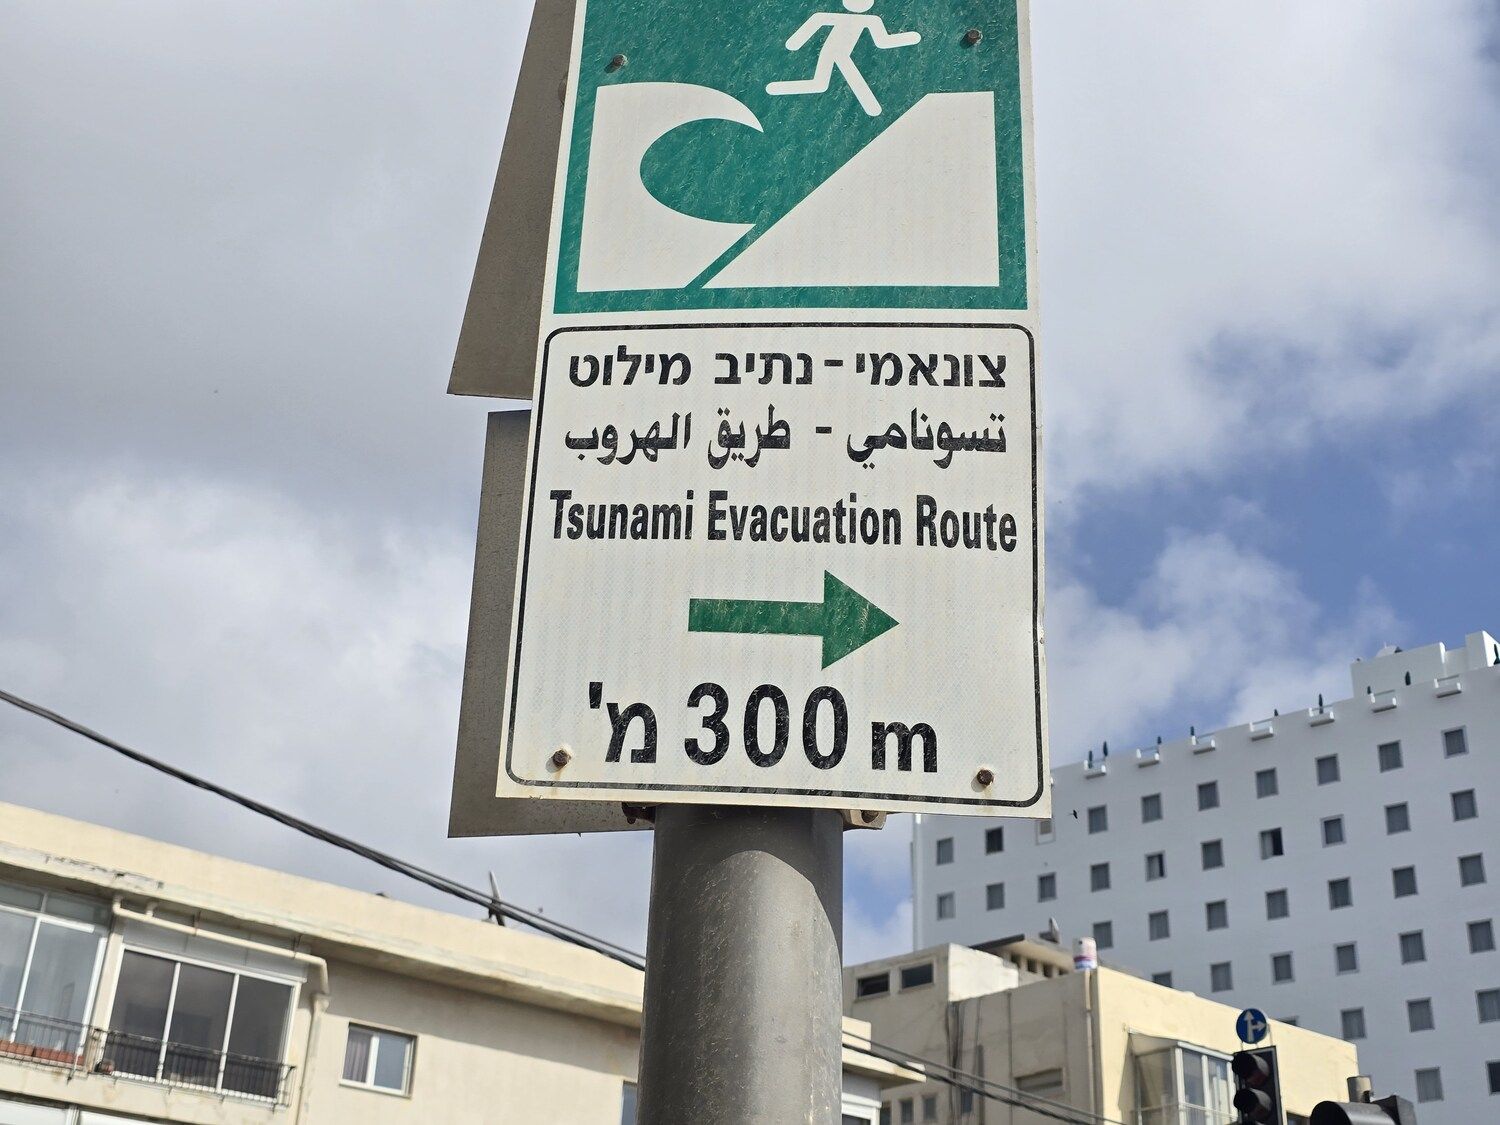 צונאמי - נתיב מילוט
تسونامي - طريق الهروب
Tsunami Evacuation Route
300 מ' m